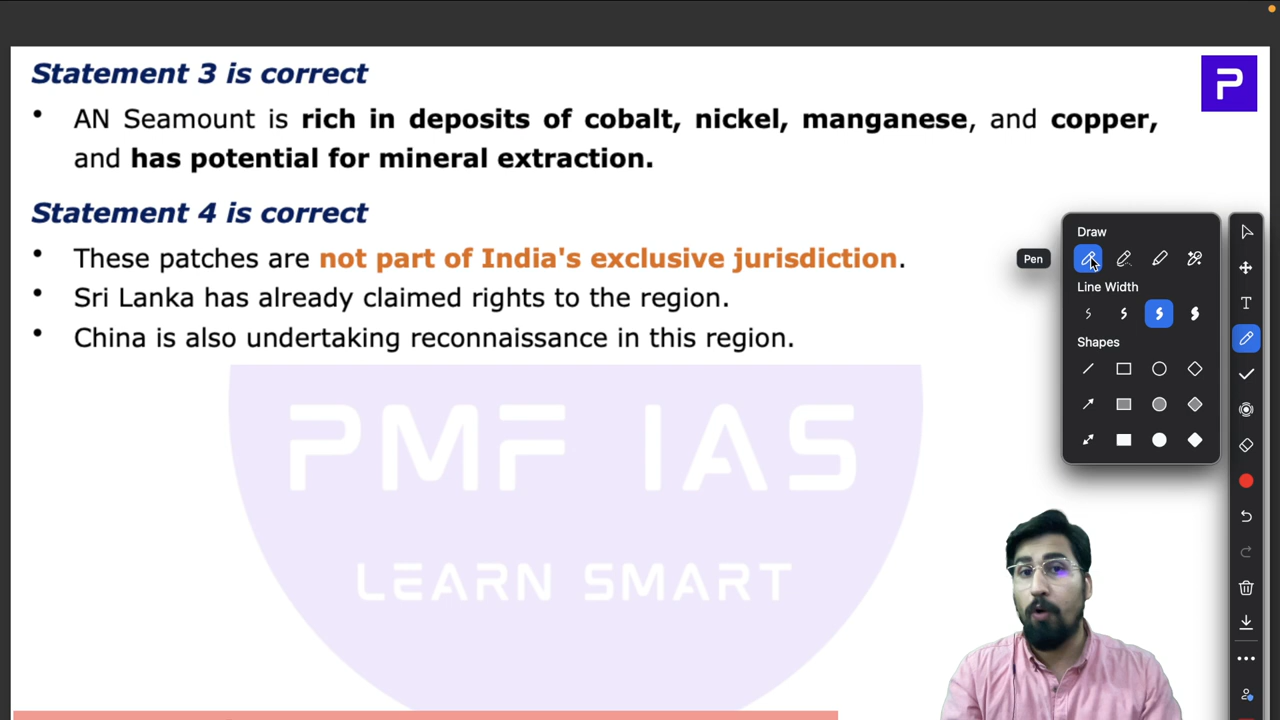 Statement 3 is correct
• AN Seamount is rich in deposits of cobalt, nickel, manganese, and copper,
and has potential for mineral extraction.
Statement 4 is correct
• These patches are not part of India's exclusive jurisdiction.
• Sri Lanka has already claimed rights to the region.
• China is also undertaking reconnaissance in this region.
PMF IAS
LEARN SMART
P
Draw
Pen
Line Width
Shapes
T